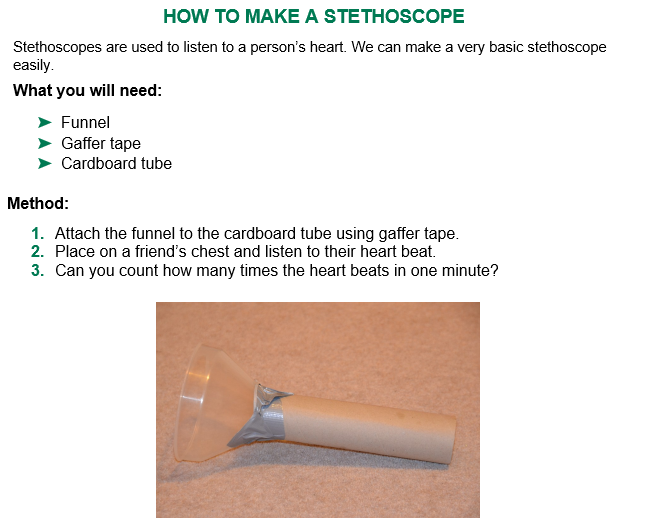 HOW TO MAKE A STETHOSCOPE
Stethoscopes are used to listen to a person's heart. We can make a very basic stethoscope
easily.
What you will need:
➤ Funnel
➤ Gaffer tape
➤ Cardboard tube
Method:
1. Attach the funnel to the cardboard tube using gaffer tape.
2. Place on a friend's chest and listen to their heart beat.
3. Can you count how many times the heart beats in one minute?